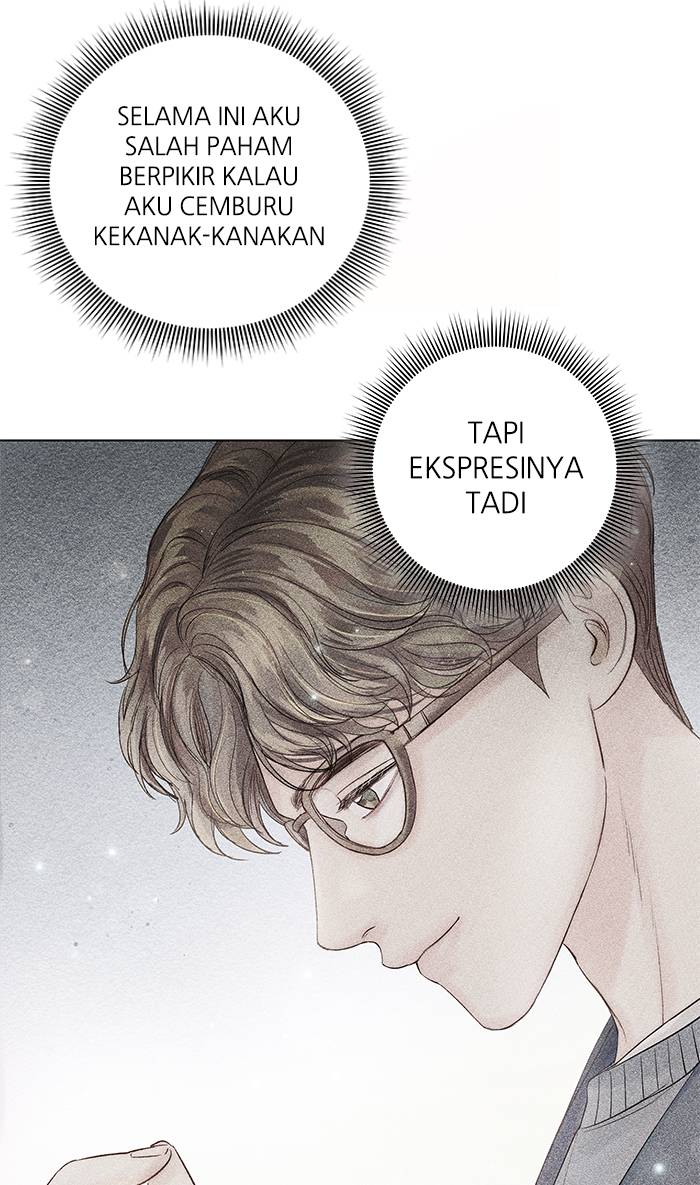 SELAMA INI AKU
SALAH PAHAM
BERPIKIR KALAU
AKU CEMBURU
KEKANAK-KANAKAN
TAPI
EKSPRESINYA
TADI